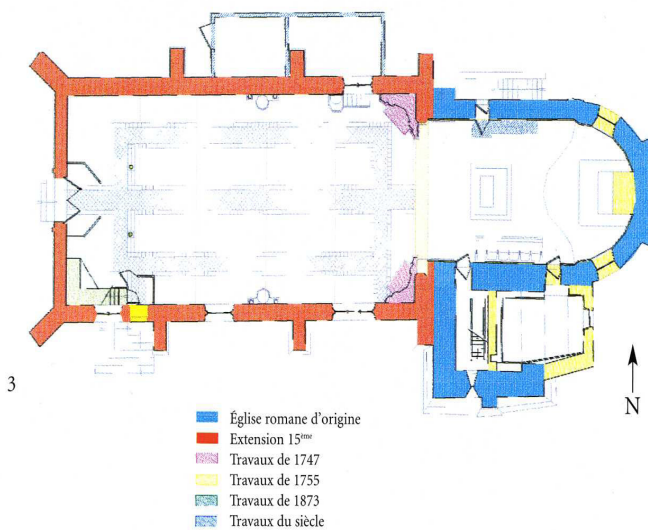 3
N
Église romane d'origine
Extension 15ème
Travaux de 1747
Travaux de 1755
Travaux de 1873
Travaux du siècle